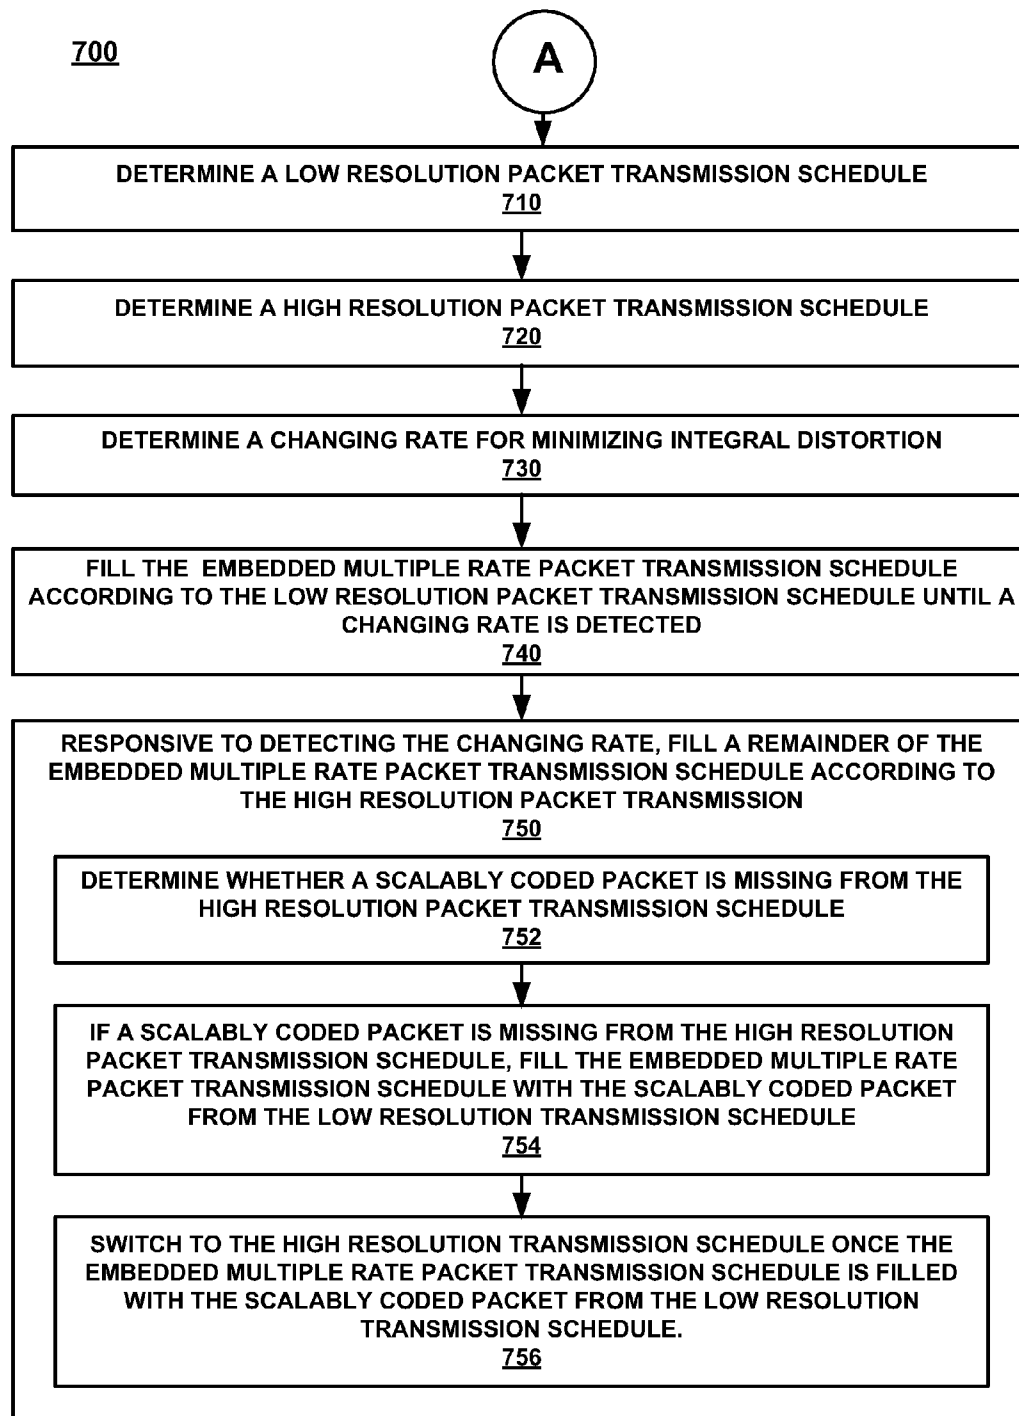 700
A
DETERMINE A LOW RESOLUTION PACKET TRANSMISSION SCHEDULE
710
DETERMINE A HIGH RESOLUTION PACKET TRANSMISSION SCHEDULE
720
DETERMINE A CHANGING RATE FOR MINIMIZING INTEGRAL DISTORTION
730
FILL THE EMBEDDED MULTIPLE RATE PACKET TRANSMISSION SCHEDULE
ACCORDING TO THE LOW RESOLUTION PACKET TRANSMISSION SCHEDULE UNTIL A
CHANGING RATE IS DETECTED
740
RESPONSIVE TO DETECTING THE CHANGING RATE, FILL A REMAINDER OF THE
EMBEDDED MULTIPLE RATE PACKET TRANSMISSION SCHEDULE ACCORDING TO
THE HIGH RESOLUTION PACKET TRANSMISSION
750
DETERMINE WHETHER A SCALABLY CODED PACKET IS MISSING FROM THE
HIGH RESOLUTION PACKET TRANSMISSION SCHEDULE
752
IF A SCALABLY CODED PACKET IS MISSING FROM THE HIGH RESOLUTION
PACKET TRANSMISSION SCHEDULE, FILL THE EMBEDDED MULTIPLE RATE
PACKET TRANSMISSION SCHEDULE WITH THE SCALABLY CODED PACKET
FROM THE LOW RESOLUTION TRANSMISSION SCHEDULE
754
SWITCH TO THE HIGH RESOLUTION TRANSMISSION SCHEDULE ONCE THE
EMBEDDED MULTIPLE RATE PACKET TRANSMISSION SCHEDULE IS FILLED
WITH THE SCALABLY CODED PACKET FROM THE LOW RESOLUTION
TRANSMISSION SCHEDULE.
756